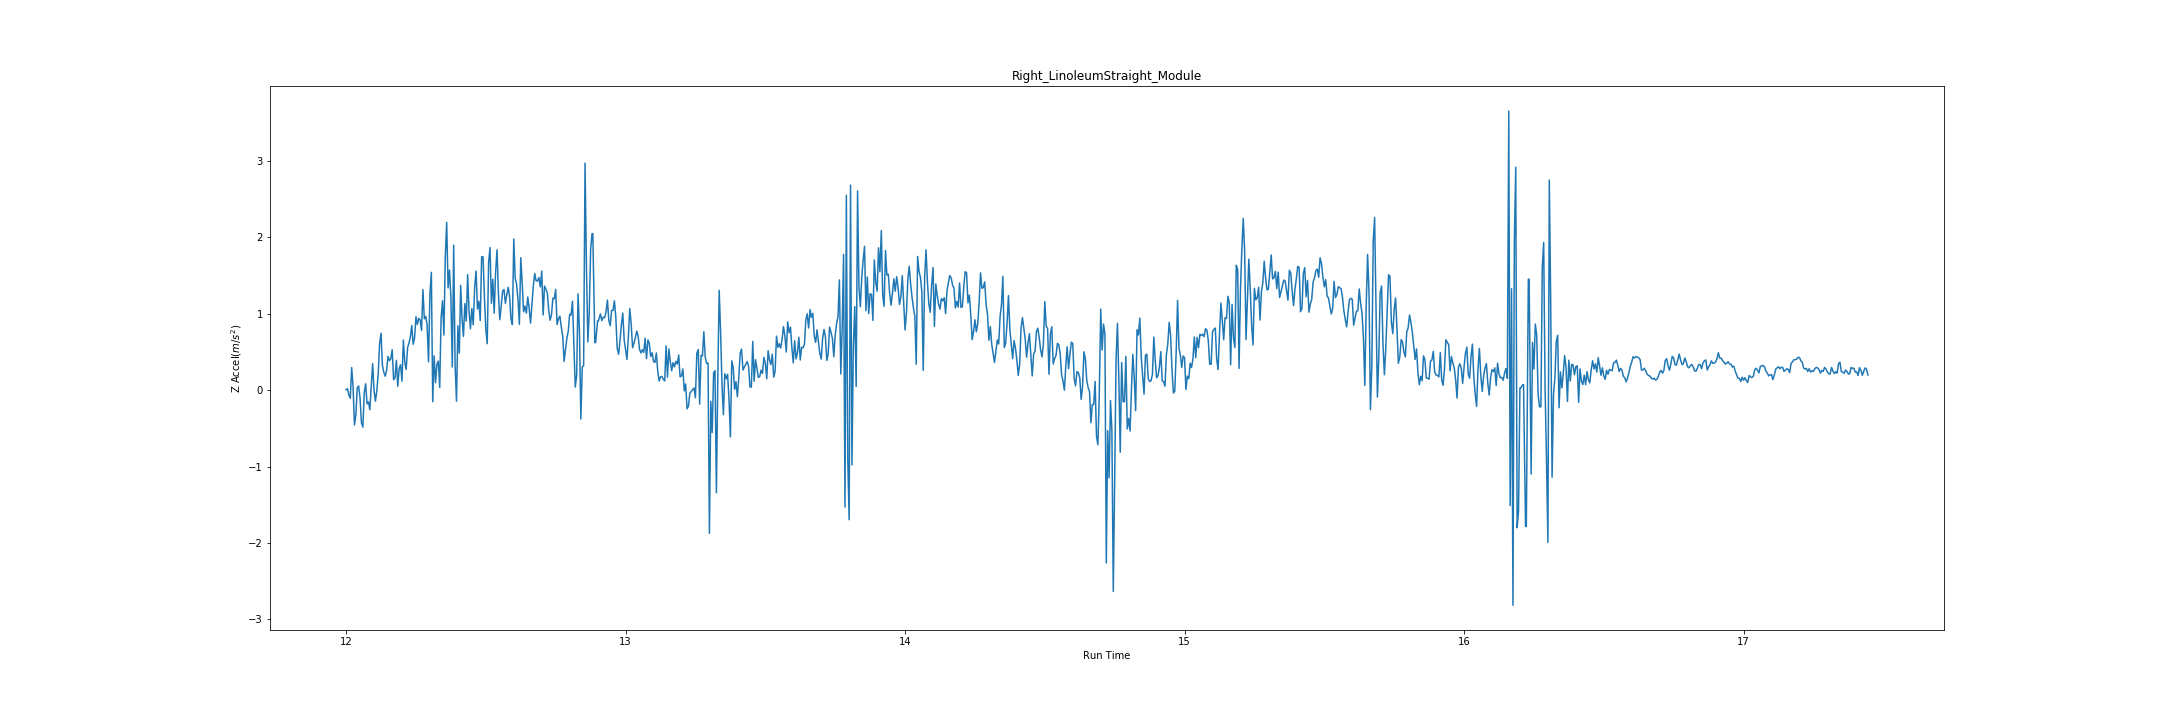 Right_LinoleumStraight_Module
Z Accel(m/s²)
3
2
1
0
−1
−2
−3
12 13 14 15 16 17
Run Time